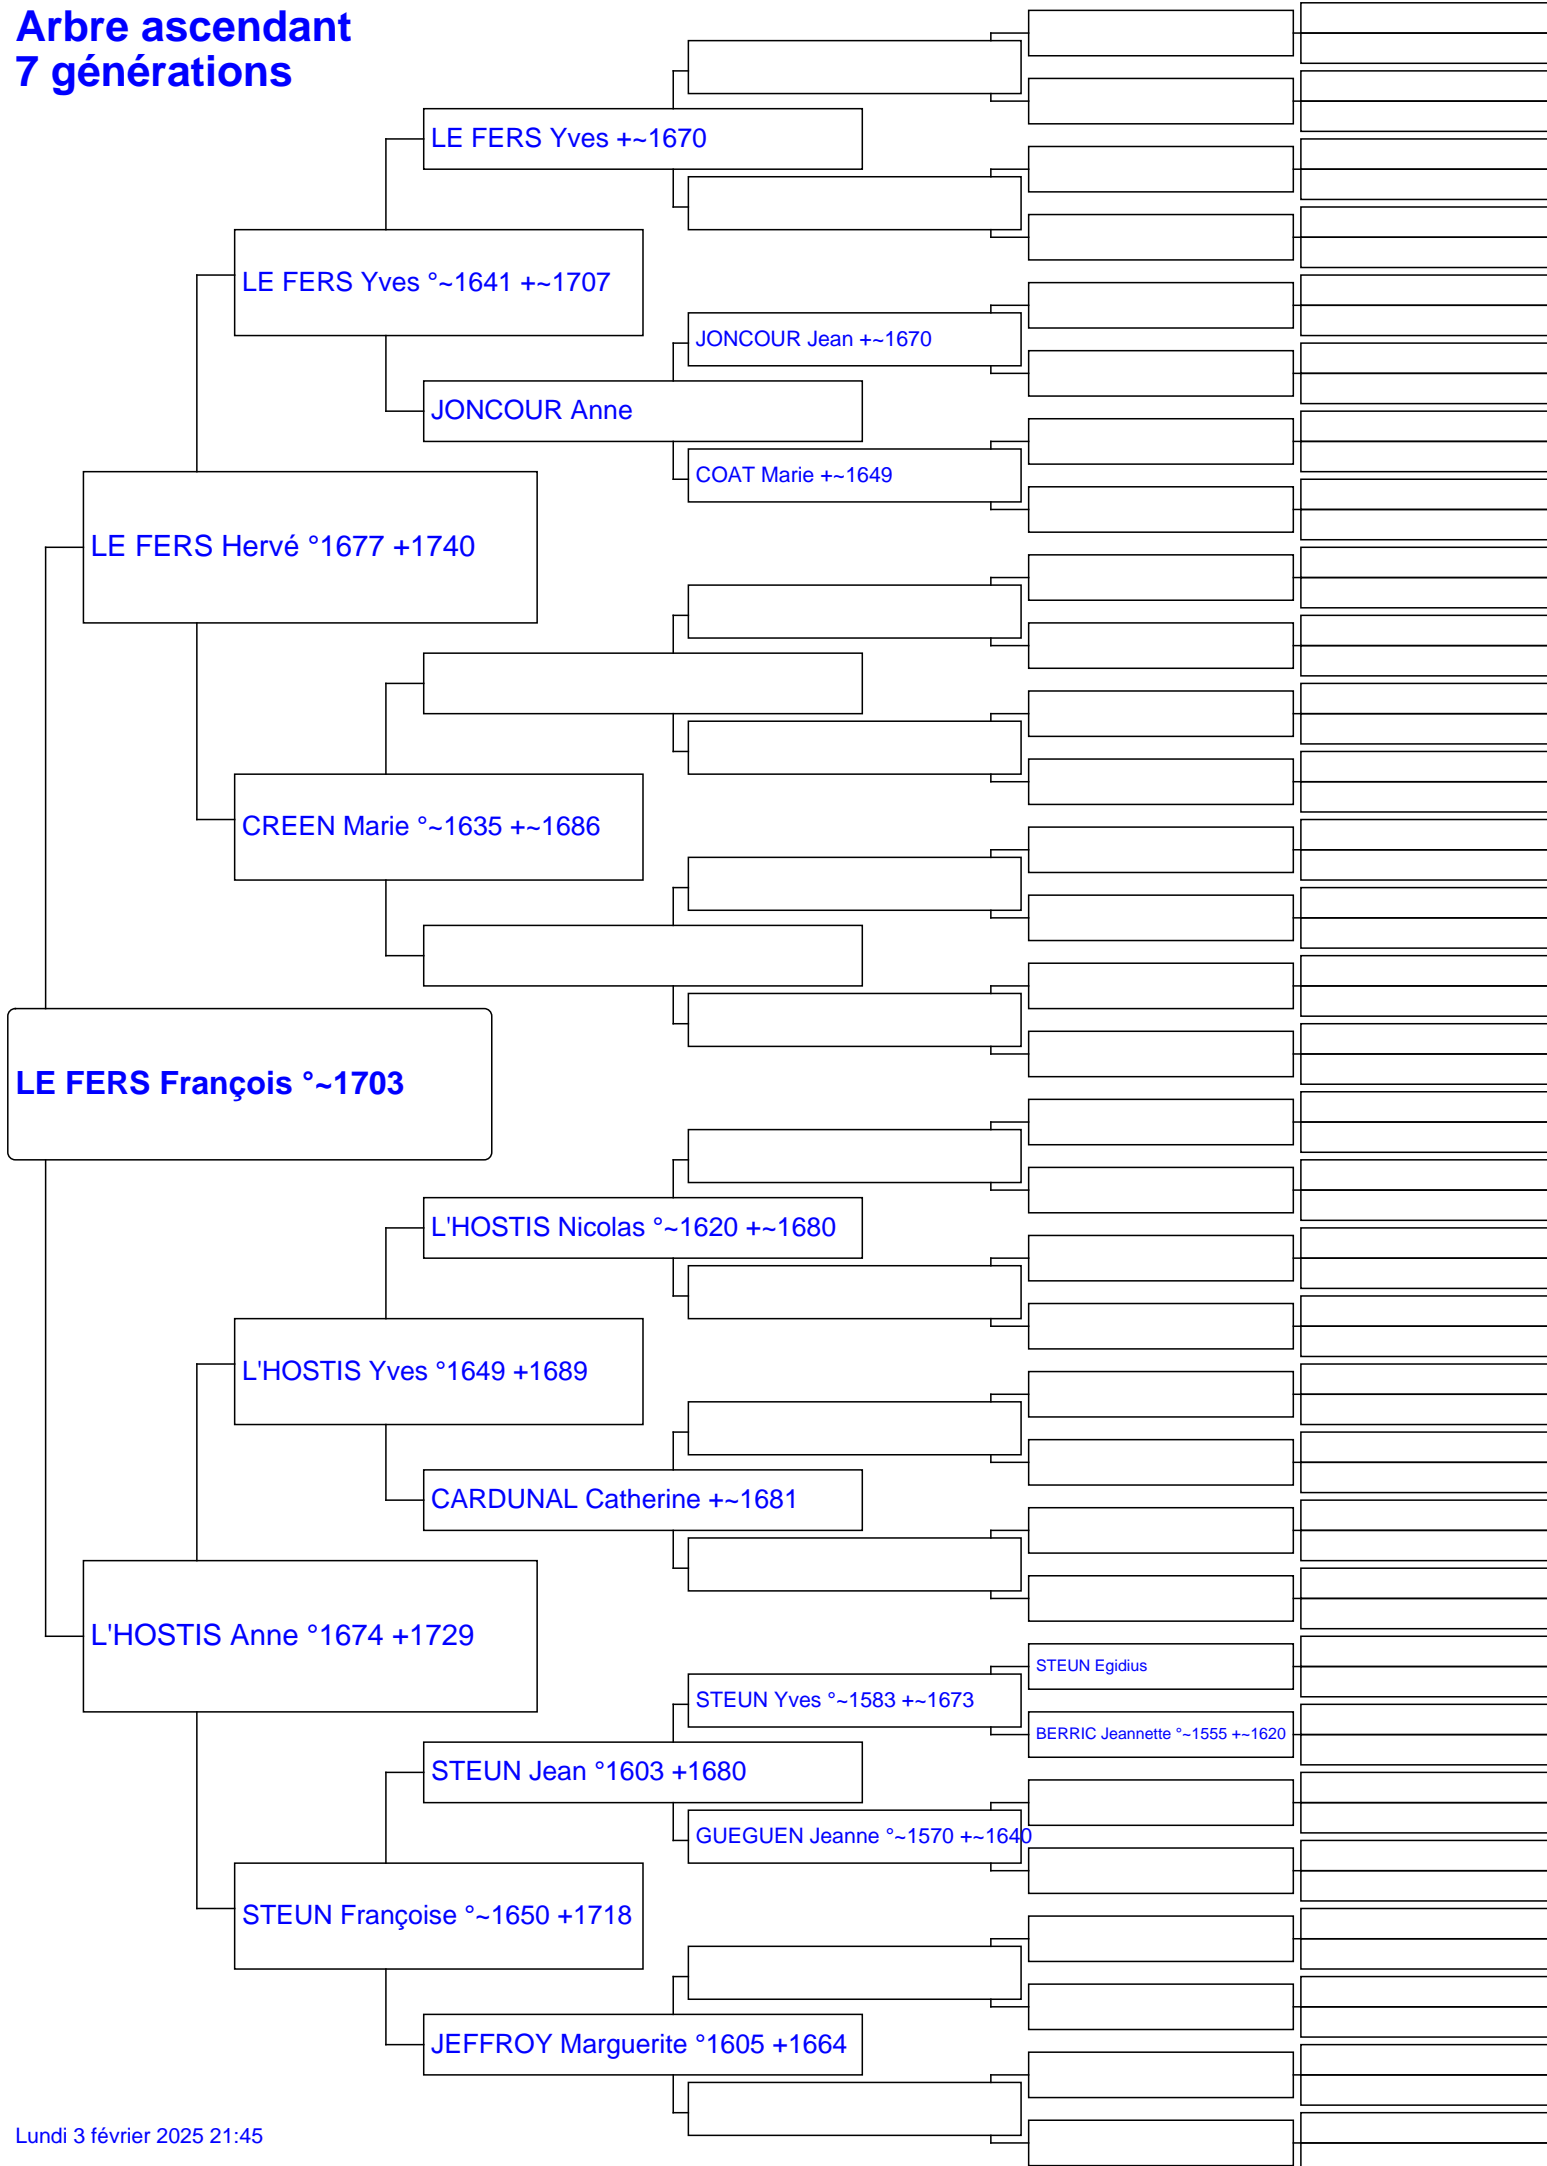 Arbre ascendant
7 générations
LE FERS Yves +~1670
LE FERS Yves °~1641 +~1707
JONCOUR Jean +~1670
JONCOUR Anne
COAT Marie +~1649
LE FERS Hervé °1677 +1740
CREEN Marie °~1635 +~1686
LE FERS François °~1703
L'HOSTIS Nicolas °~1620 +~1680
L'HOSTIS Yves °1649 +1689
CARDUNAL Catherine +~1681
L'HOSTIS Anne °1674 +1729
STEUN Egidius
STEUN Yves °~1583 +~1673
BERRIC Jeannette °~1555 +~1620
STEUN Jean °1603 +1680
GUEGUEN Jeanne °~1570 +~1640
STEUN Françoise °~1650 +1718
JEFFROY Marguerite °1605 +1664
Lundi 3 février 2025 21:45